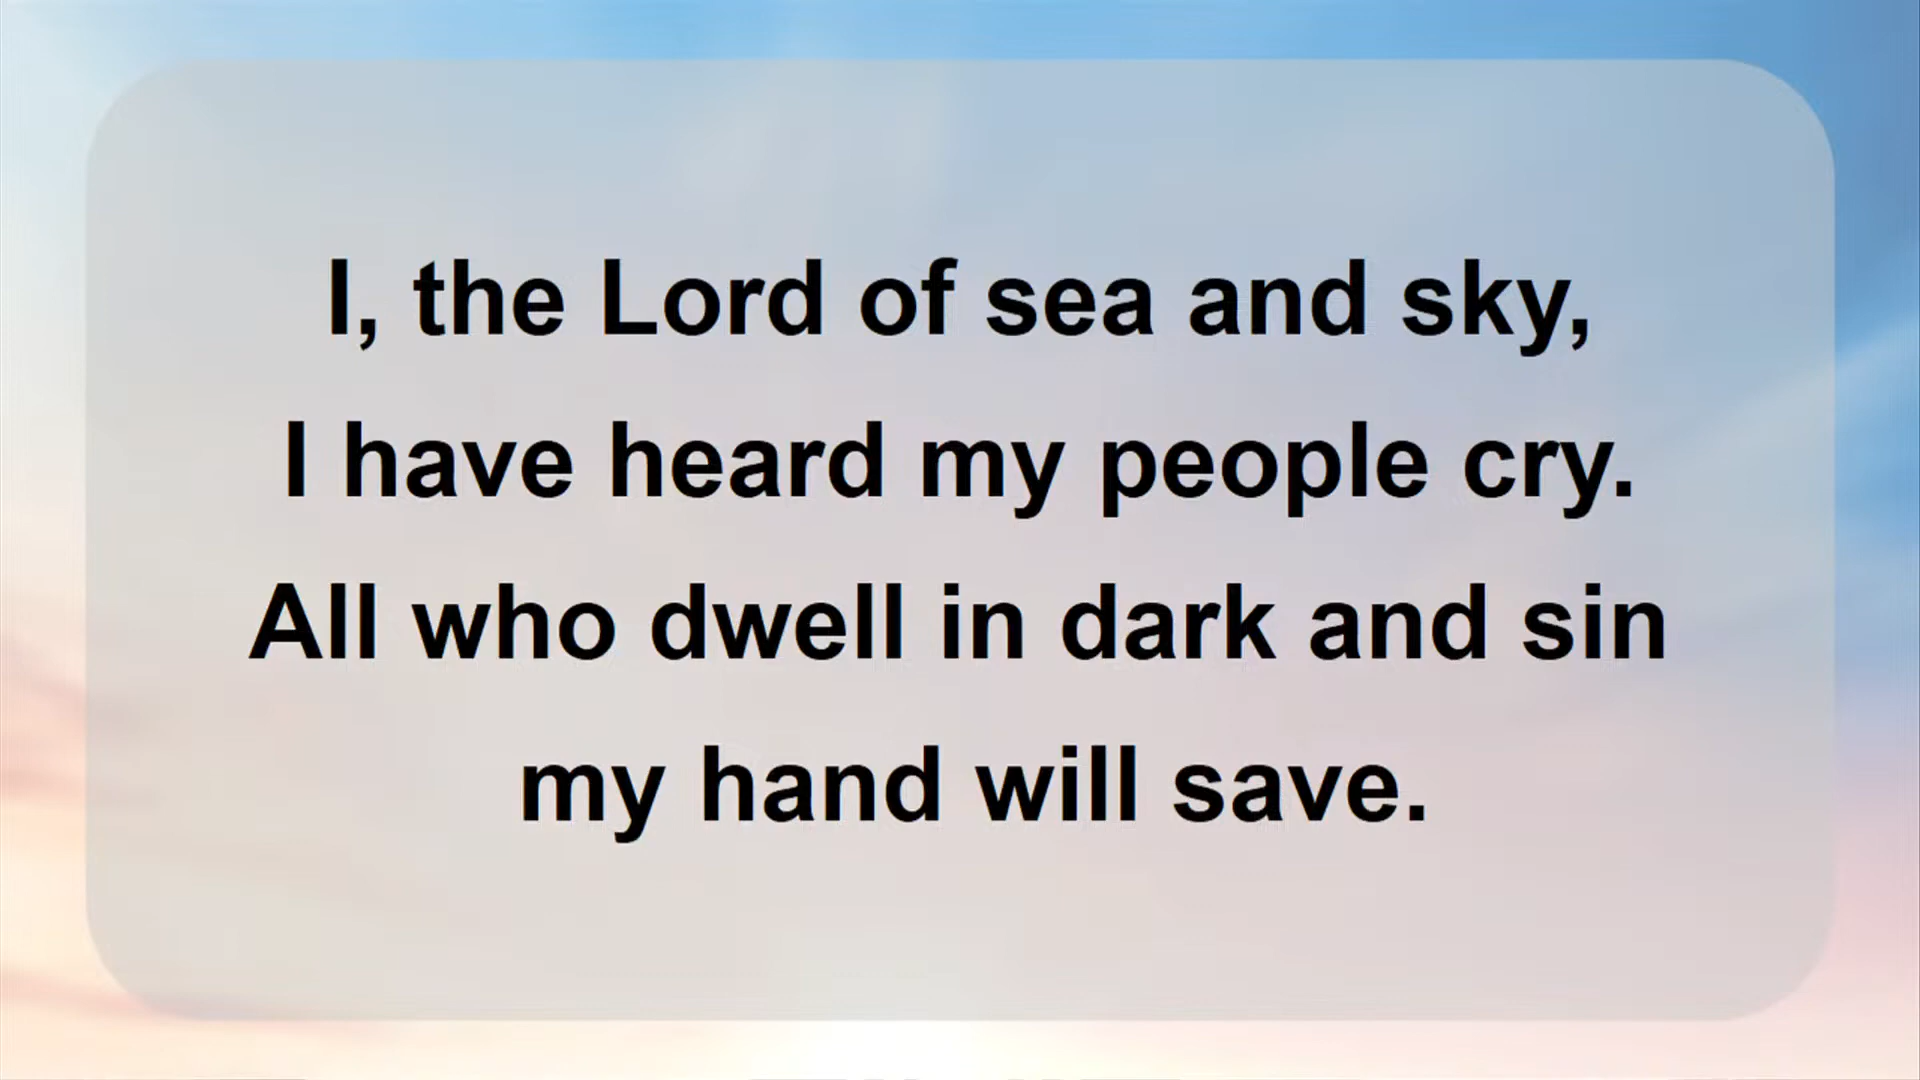 I, the Lord of sea and sky,
I have heard my people cry.
All who dwell in dark and sin
my hand will save.